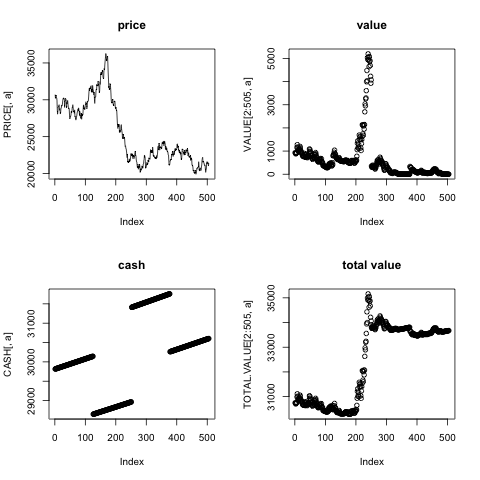 price
PRICE[, a]
20000 25000 30000 35000
0 100 200 300 400 500
Index
value
VALUE[2:505, a]
0 1000 3000 5000
0 100 200 300 400 500
Index
cash
CASH[, a]
29000 30000 31000
0 100 200 300 400 500
Index
total value
TOTAL.VALUE[2:505, a]
31000 33000 35000
0 100 200 300 400 500
Index